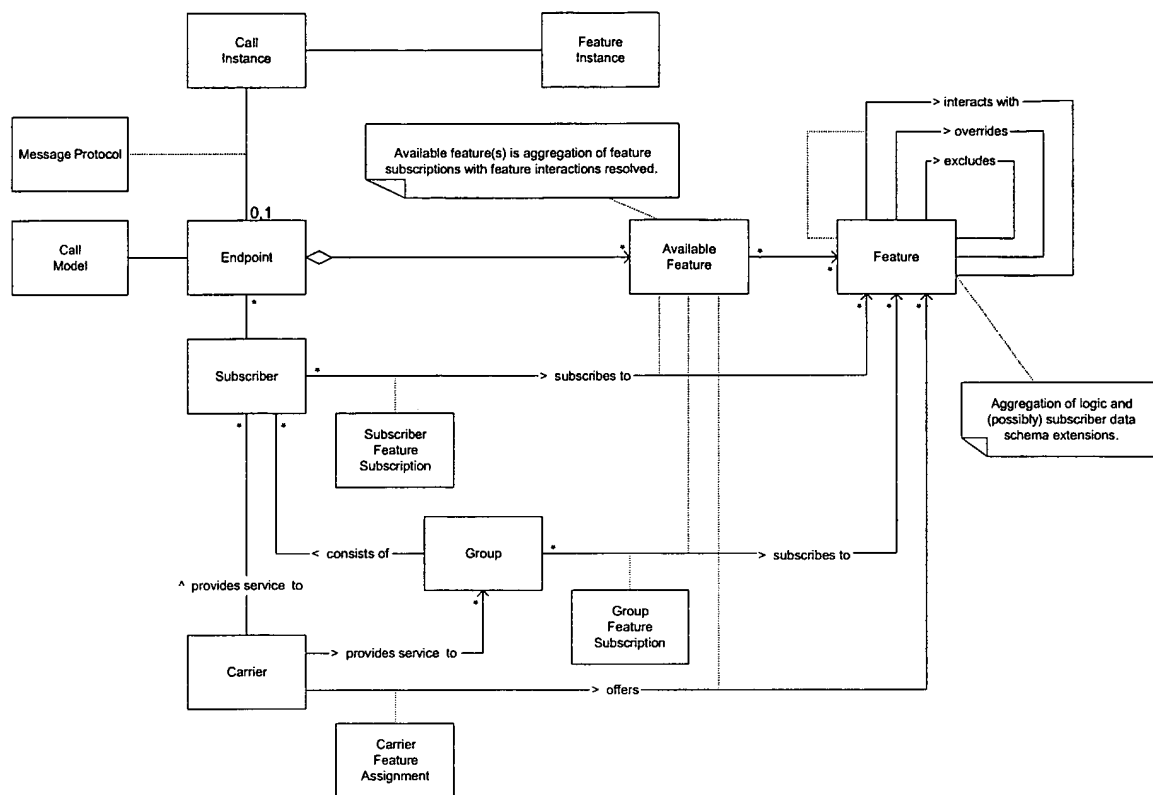 Call
Instance
Feature
Instance
> interacts with
Message Protocol
Available feature(s) is aggregation of feature
subscriptions with feature interactions resolved.
> overrides
> excludes
0,1
Call
Model
Endpoint
*
Available
Feature
*
*
Feature
*
* * *
Subscriber
*
> subscribes to
* *
Subscriber
Feature
Subscription
Aggregation of logic and
(possibly) subscriber data
schema extensions.
< consists of
Group
*
> subscribes to
^ provides service to
*
Group
Feature
Subscription
Carrier
> provides service to
> offers
Carrier
Feature
Assignment